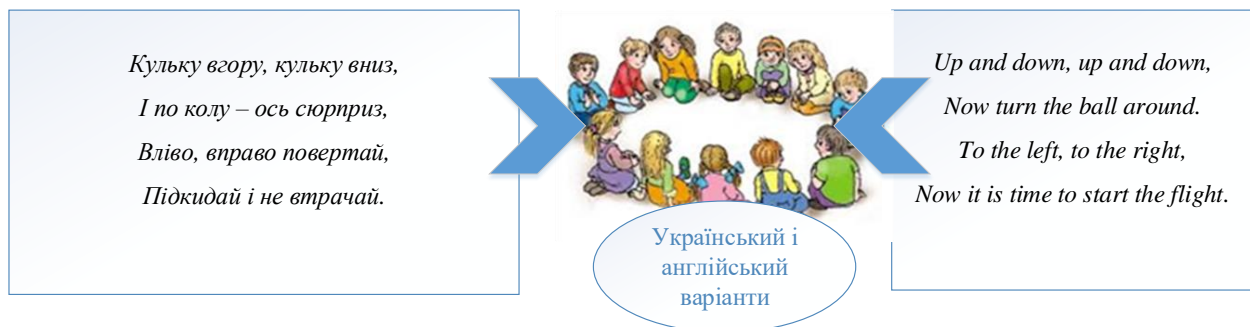 Кульку вгору, кульку вниз,
І по колу – ось сюрприз,
Вліво, вправо повертай,
Підкидай і не втрачай.
Up and down, up and down,
Now turn the ball around.
To the left, to the right,
Now it is time to start the flight.
Український і
англійський
варіанти